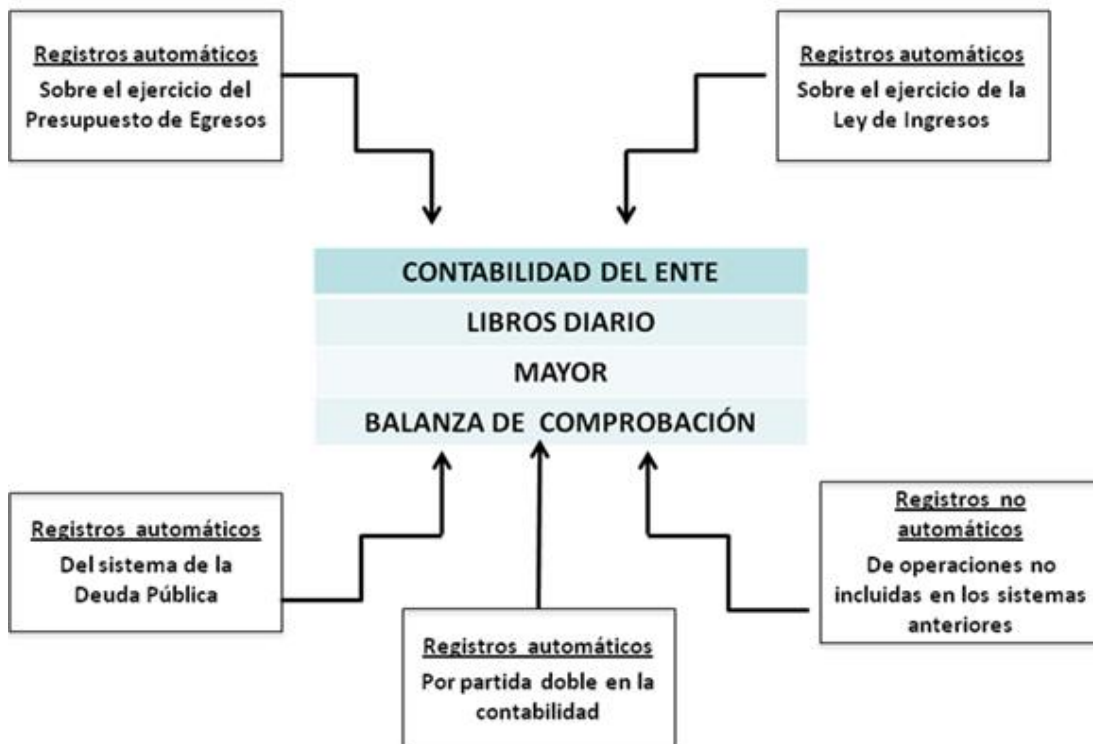 Registros automáticos
Sobre el ejercicio del
Presupuesto de Egresos
Registros automáticos
Sobre el ejercicio de la
Ley de Ingresos
CONTABILIDAD DEL ENTE
LIBROS DIARIO
MAYOR
BALANZA DE COMPROBACIÓN
Registros automáticos
Del sistema de la
Deuda Pública
Registros automáticos
Por partida doble en la
contabilidad
Registros no
automáticos
De operaciones no
incluidas en los sistemas
anteriores